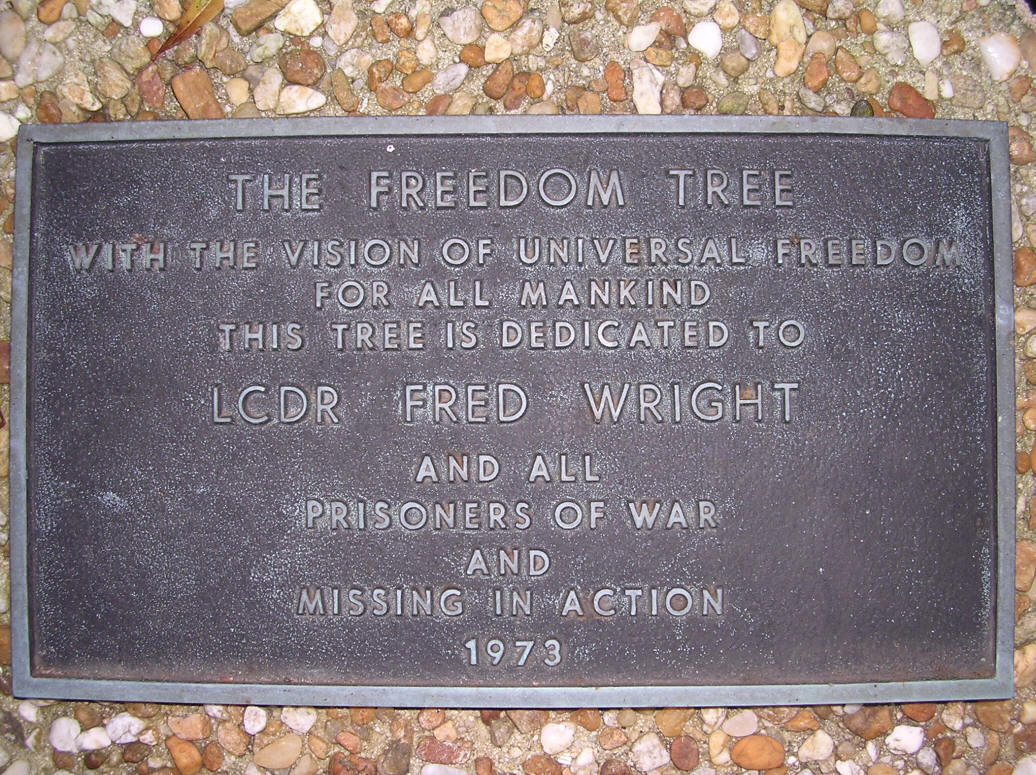 THE FREEDOM TREE
WITH THE VISION OF UNIVERSAL FREEDOM
FOR ALL MANKIND
THIS TREE IS DEDICATED TO
LCDR FRED WRIGHT
AND ALL
PRISONERS OF WAR
AND
MISSING IN ACTION
1973